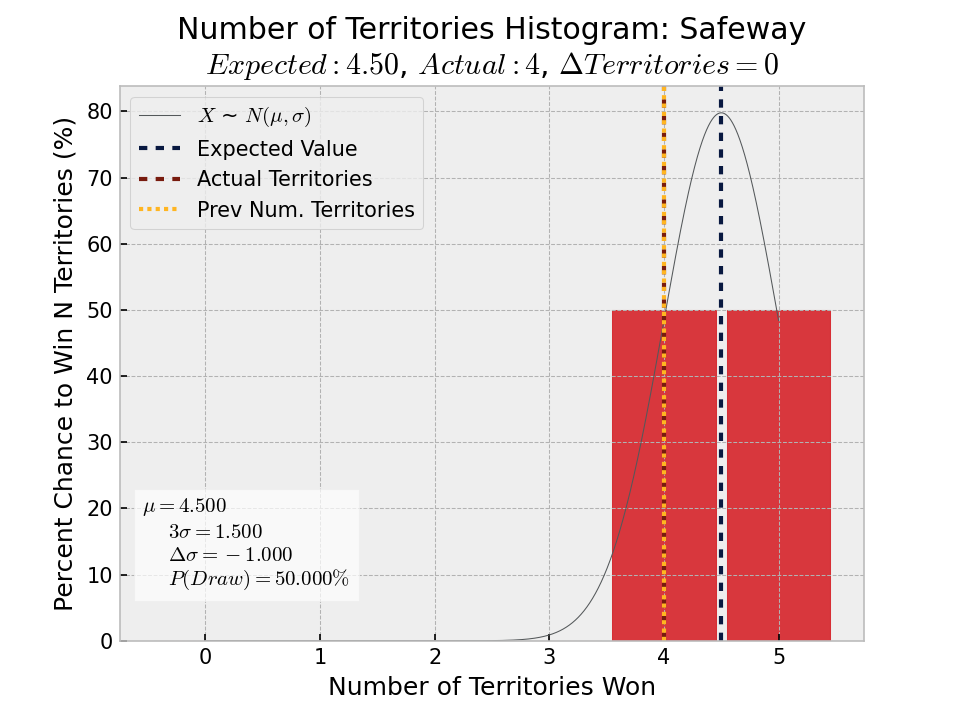 Number of Territories Histogram: Safeway
Expected : 4.50, Actual : 4, ΔTerritories = 0
Percent Chance to Win N Territories (%)
80
70
60
50
40
30
20
10
0
X ∼ N(μ, σ)
Expected Value
Actual Territories
Prev Num. Territories
μ = 4.500
3σ = 1.500
Δσ = −1.000
P(Draw) = 50.000%
0 1 2 3 4 5
Number of Territories Won